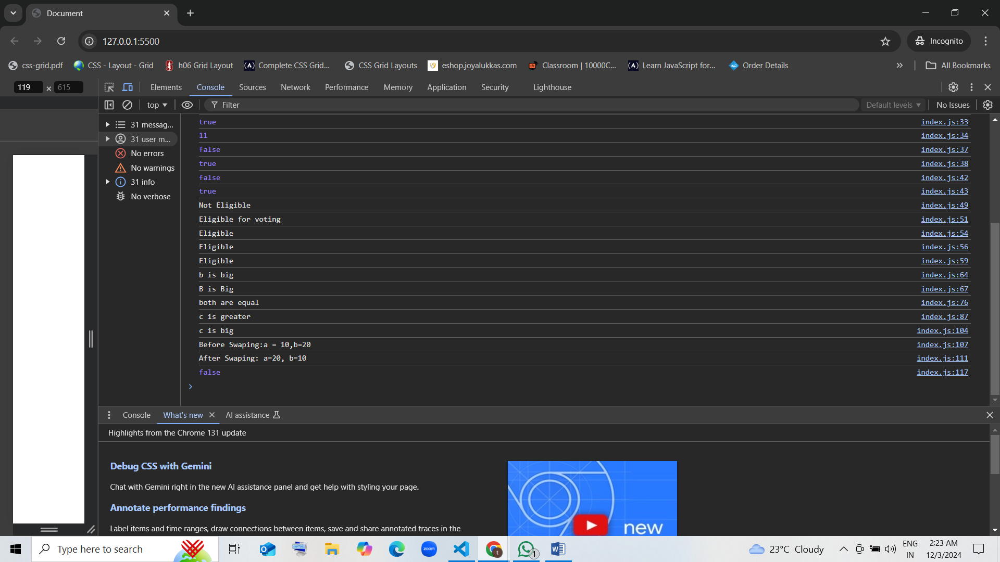 Document
127.0.0.1:5500
Incognito
css-grid.pdf
CSS - Layout - Grid
h06 Grid Layout
Complete CSS Grid...
CSS Grid Layouts
eshop.joyalukkas.com
Classroom | 10000C...
Learn JavaScript for...
Order Details
All Bookmarks
119 × 615
Elements Console Sources Network Performance Memory Application Security Lighthouse
top Filter Default levels No Issues
31 messag...
31 user m...
No errors
No warnings
31 info
No verbose
true index.js:33
11 index.js:34
false index.js:37
true index.js:38
false index.js:42
true index.js:43
Not Eligible index.js:49
Eligible for voting index.js:51
Eligible index.js:54
Eligible index.js:56
Eligible index.js:59
b is big index.js:64
B is Big index.js:67
both are equal index.js:76
c is greater index.js:87
c is big index.js:104
Before Swaping:a = 10,b=20 index.js:107
After Swaping: a=20, b=10 index.js:111
false index.js:117
Console What's new AI assistance
Highlights from the Chrome 131 update
Debug CSS with Gemini
Chat with Gemini right in the new AI assistance panel and get help with styling your page.
Annotate performance findings
Label items and time ranges, draw connections between items, save and share annotated traces in the
new
Type here to search
zoom
t
1
23°C Cloudy
ENG
IN
2:23 AM
12/3/2024